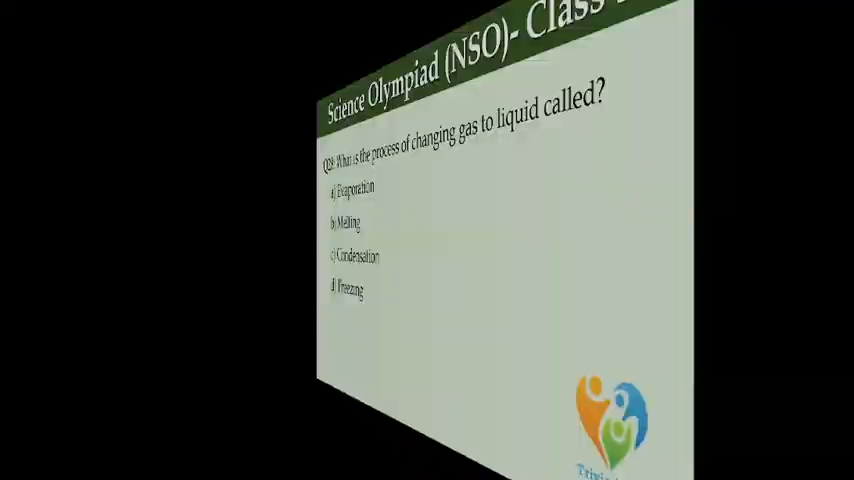 Science Olympiad (NSO)- Class
Q28: What is the process of changing gas to liquid called?
a) Evaporation
b) Melting
c) Condensation
d) Freezing